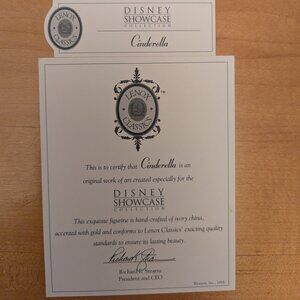 DISNEY
SHOWCASE
COLLECTION
LENOX
CLASSICS
Cinderella
LENOX
CLASSICS
This is to certify that Cinderella is an
original work of art created especially for the
DISNEY
SHOWCASE
COLLECTION
This exquisite figurine is hand-crafted of ivory china,
accented with gold and conforms to Lenox Classics' exacting quality
standards to ensure its lasting beauty.
President and CEO